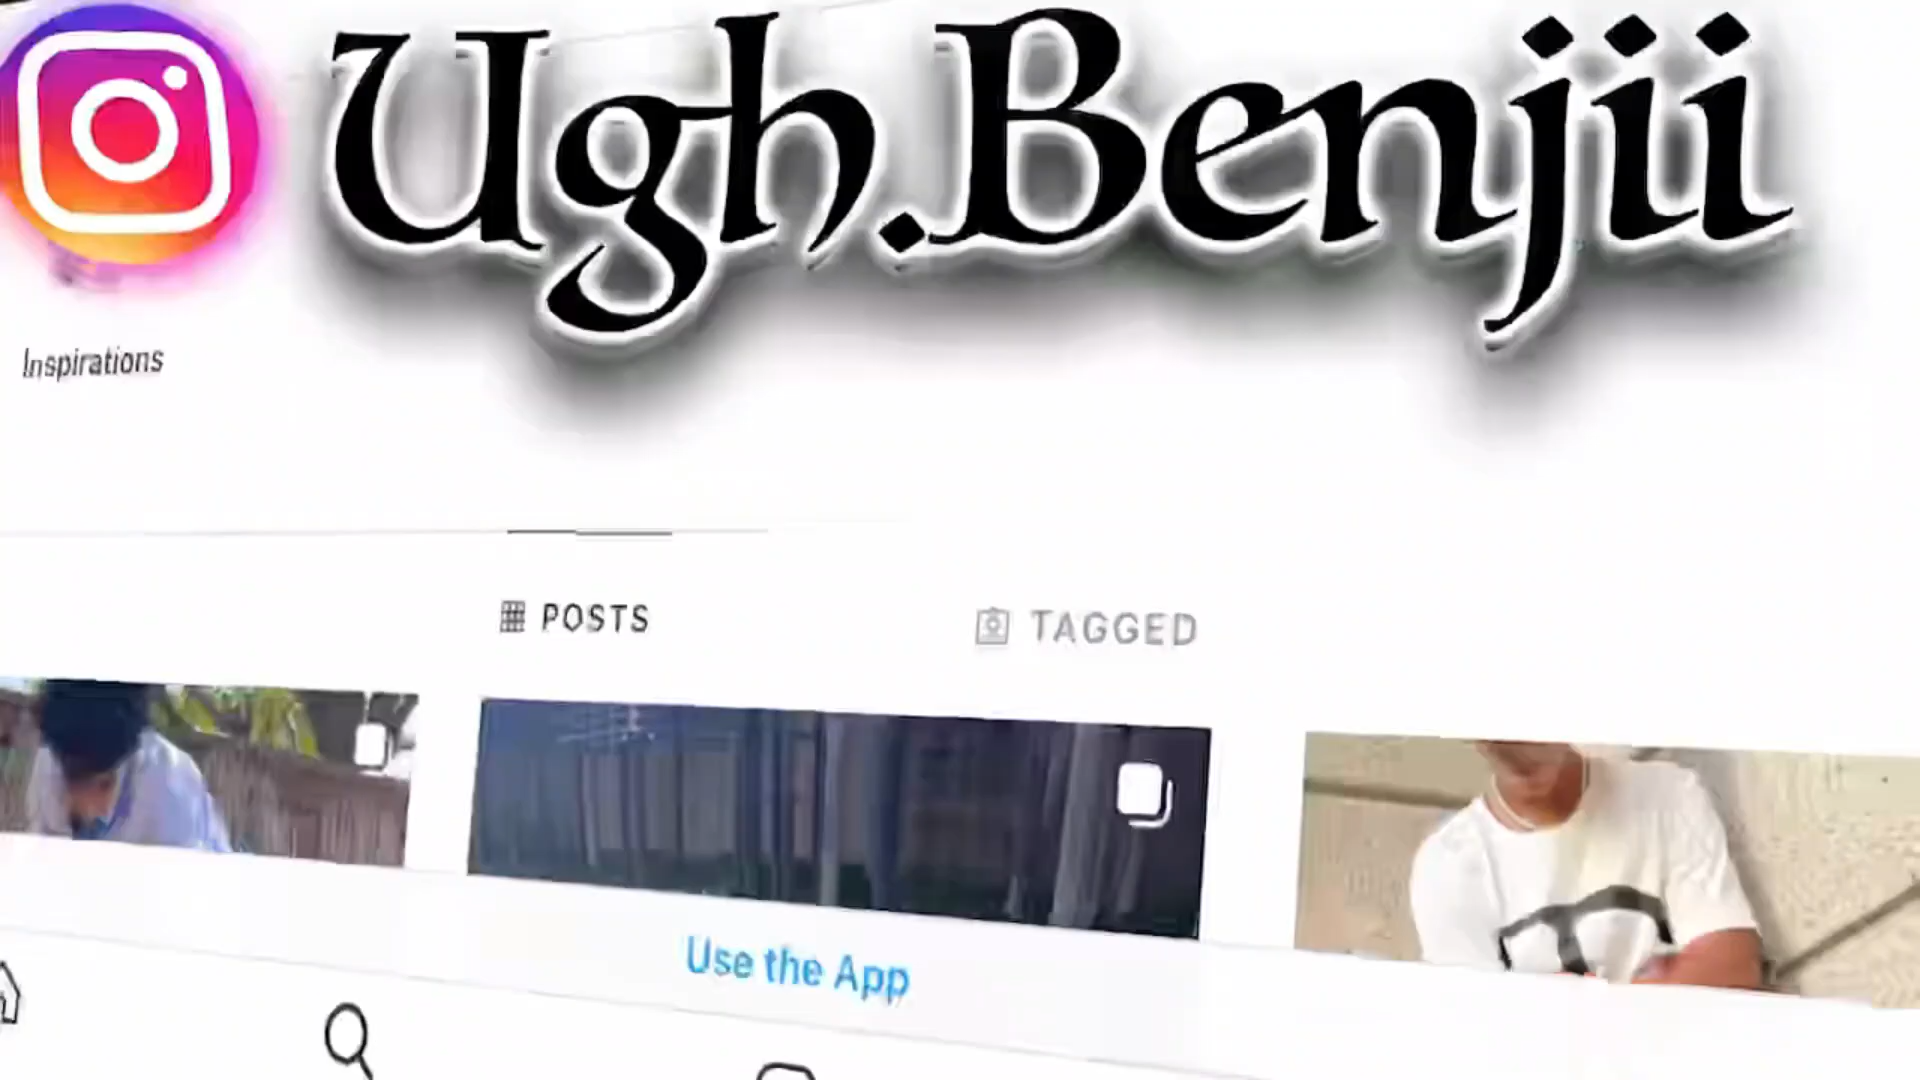 Ugh.Benjii
Inspirations
POSTS
TAGGED
Use the App